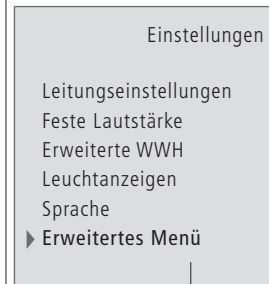 Einstellungen
Leitungseinstellungen
Feste Lautstärke
Erweiterte WWH
Leuchtanzeigen
Sprache
Erweitertes Menü